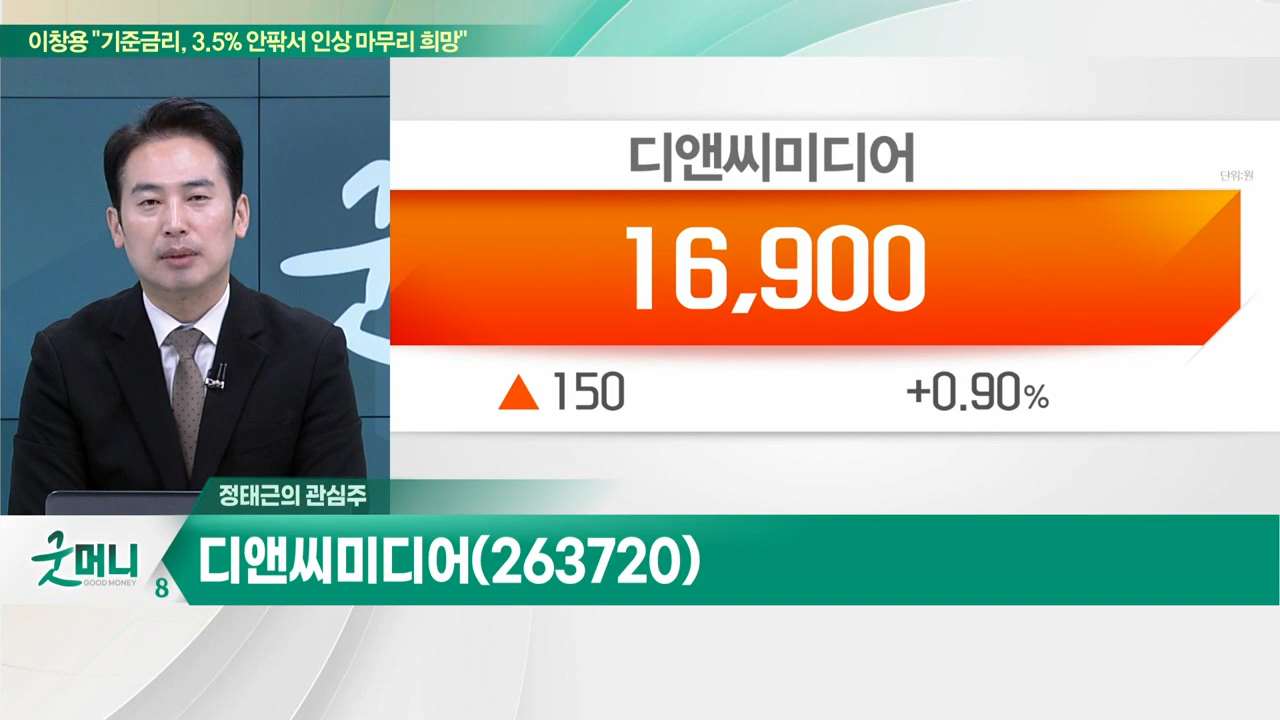 이창용 "기준금리, 3.5% 안팎서 인상 마무리 희망"
디앤씨미디어
단위:원
16,900
▲ 150 +0.90%
정태근의 관심주
굿머니
GOOD MONEY
8
디앤씨미디어(263720)